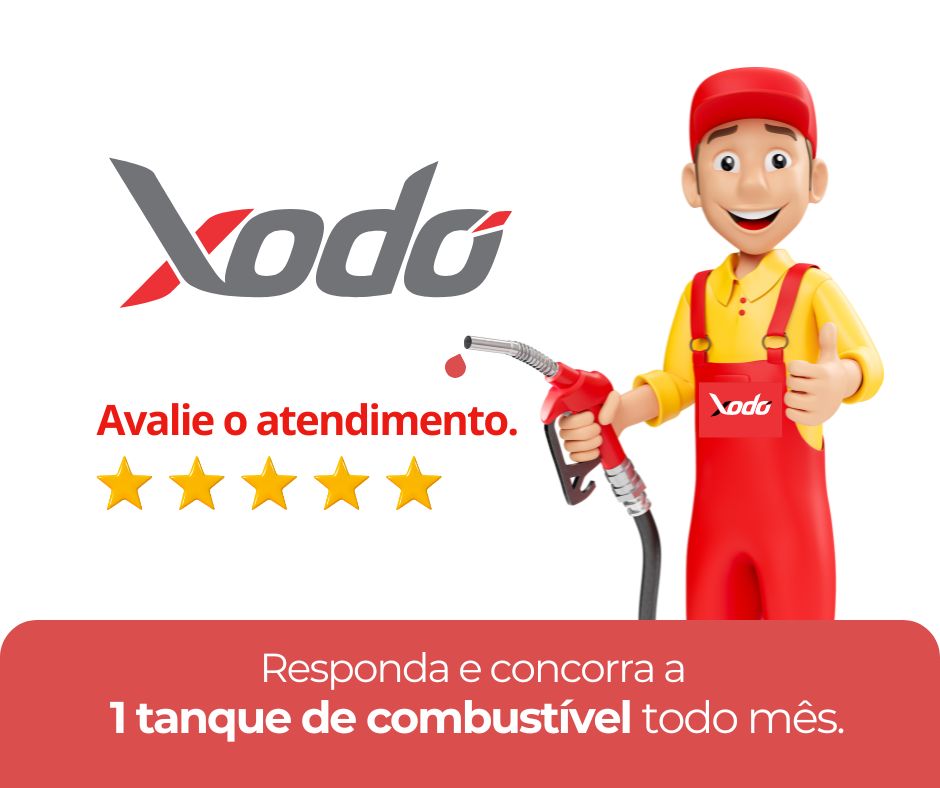 Xodó
Avalie o atendimento.
Xodó
Responda e concorra a
1 tanque de combustível todo mês.